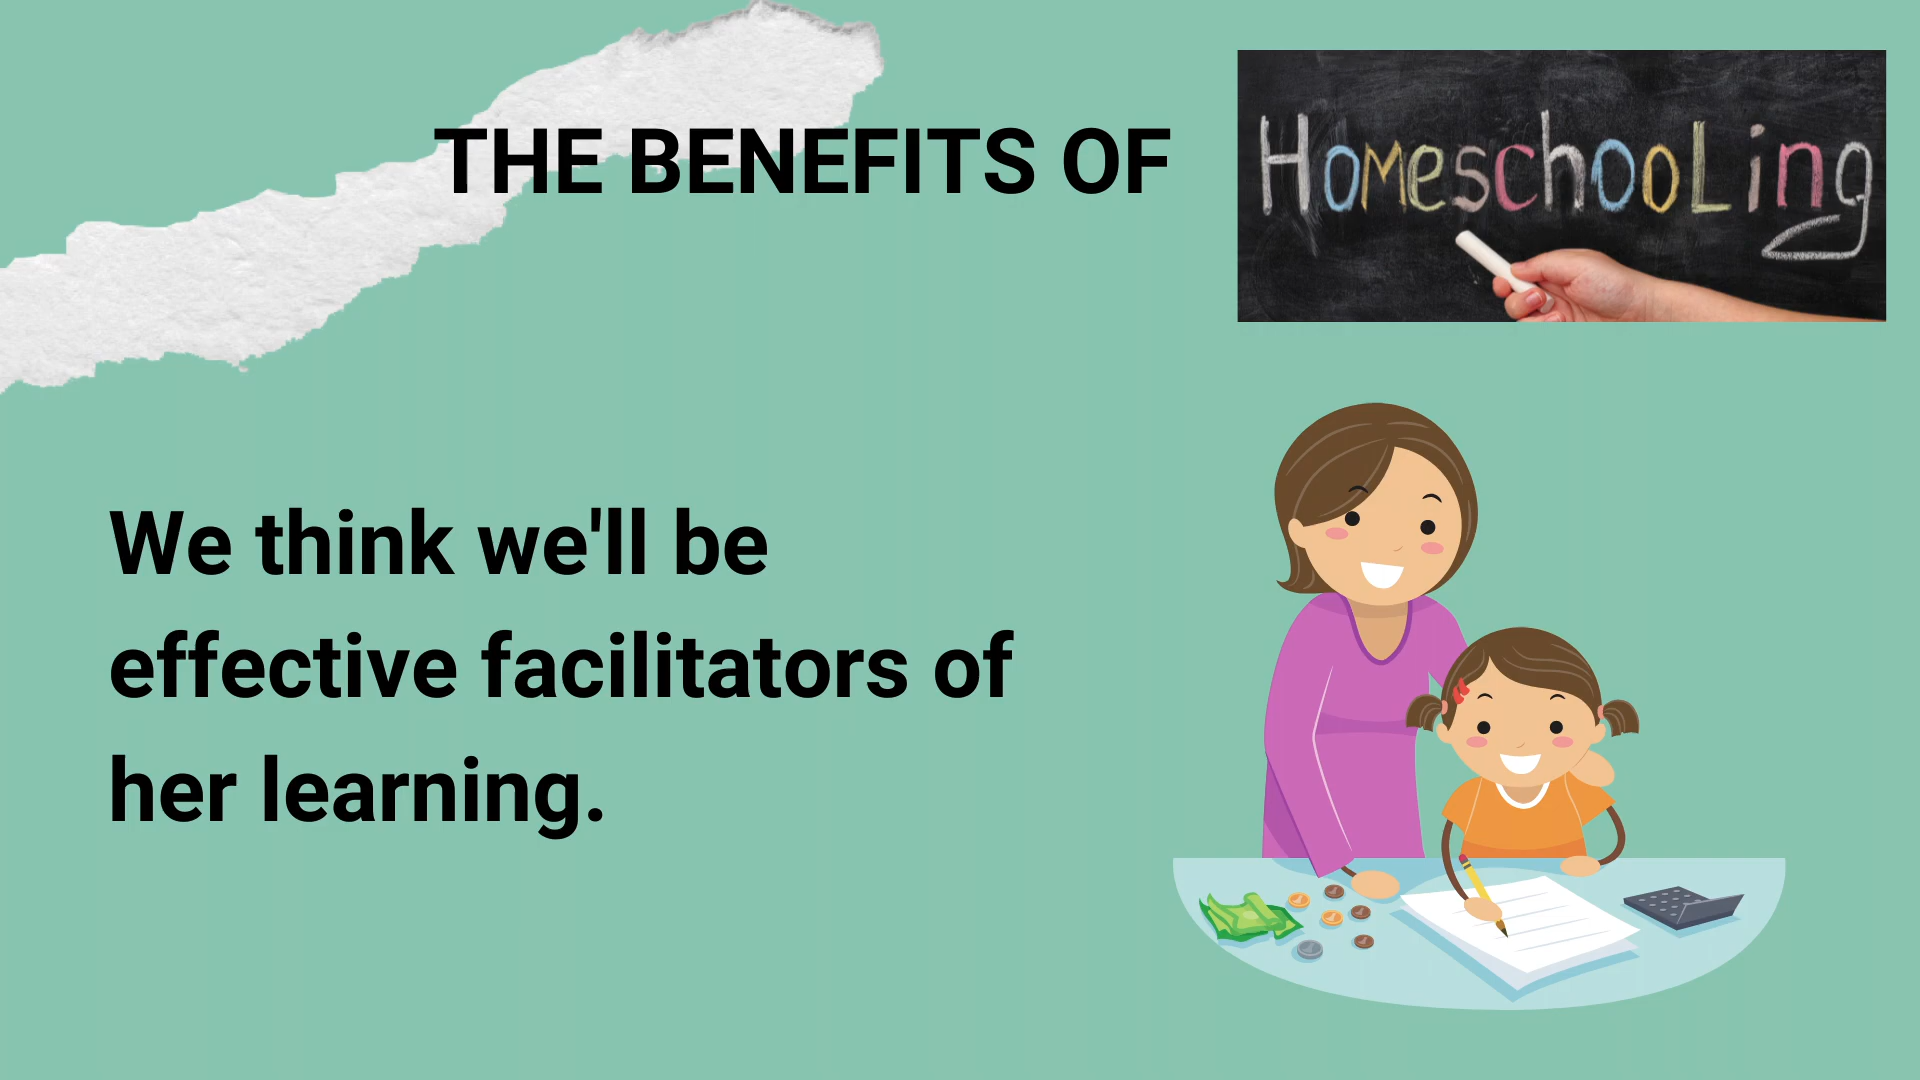 THE BENEFITS OF
HomeschooLing
We think we'll be
effective facilitators of
her learning.